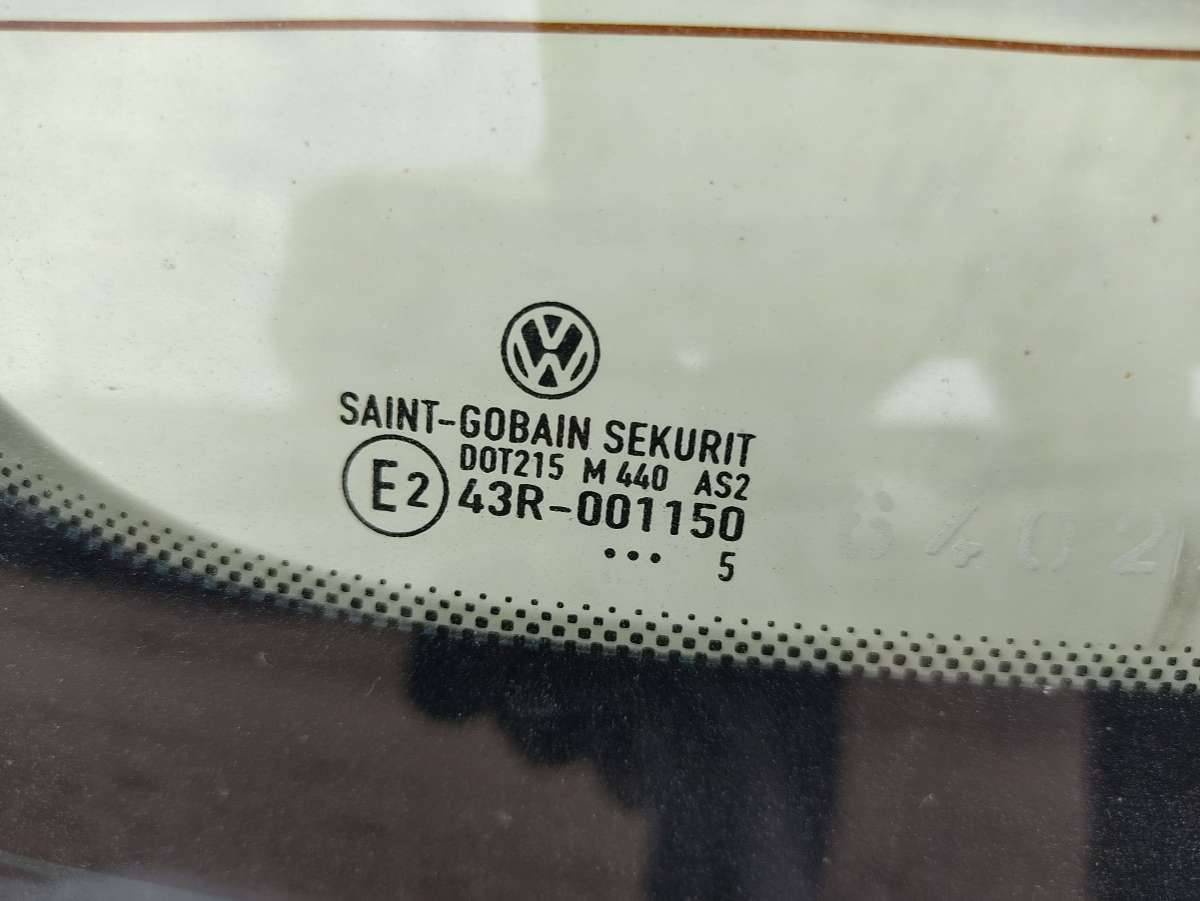 SAINT-GOBAIN SEKURIT
DOT215 M 440 AS2
E2 43R-001150
... 5